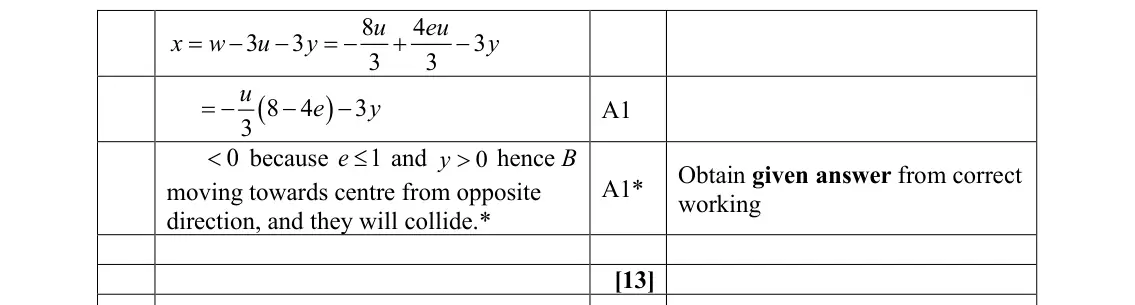 x = w − 3u − 3y = − 8u/3 + 4eu/3 − 3y
= − u/3 (8 − 4e) − 3y A1
< 0 because e ≤ 1 and y > 0 hence B
moving towards centre from opposite
direction, and they will collide.*
A1*
Obtain given answer from correct
working
[13]